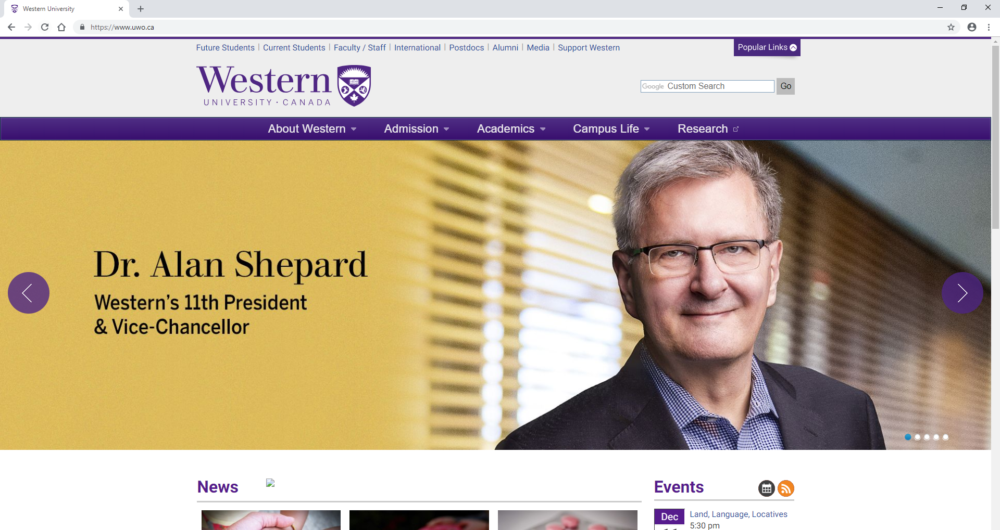 Western University
https://www.uwo.ca
Future Students | Current Students | Faculty / Staff | International | Postdocs | Alumni | Media | Support Western
Popular Links
Western
UNIVERSITY · CANADA
Google Custom Search
Go
About Western
Admission
Academics
Campus Life
Research
Dr. Alan Shepard
Western's 11th President
& Vice-Chancellor
News
Events
Dec
Land, Language, Locatives
5:30 pm